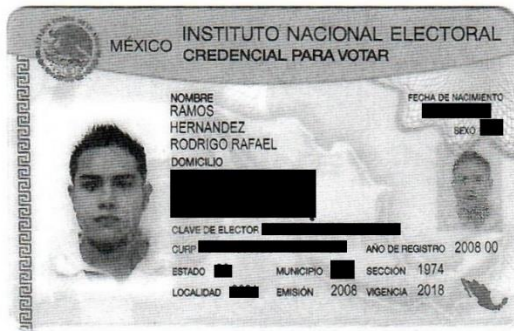 MÉXICO
INSTITUTO NACIONAL ELECTORAL
CREDENCIAL PARA VOTAR
NOMBRE
RAMOS
HERNANDEZ
RODRIGO RAFAEL
FECHA DE NACIMIENTO
SEXO
DOMICILIO
CLAVE DE ELECTOR
CURP AÑO DE REGISTRO 2008 00
ESTADO MUNICIPIO SECCIÓN 1974
LOCALIDAD EMISIÓN 2008 VIGENCIA 2018